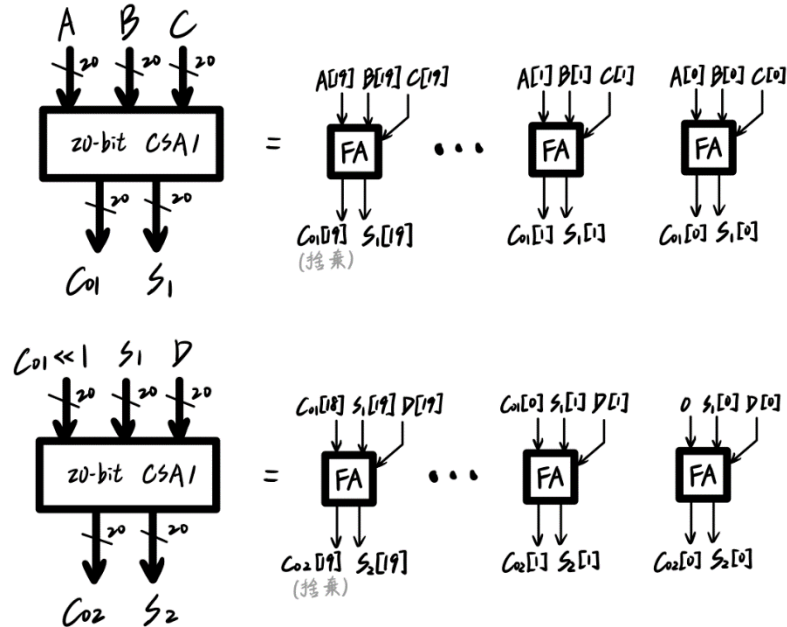 A B C
20 20 20
A[19] B[19] C[19] A[1] B[1] C[1] A[0] B[0] C[0]
20-bit CSA1 = FA ... FA FA
20 20
Co1[19] S1[19] Co1[1] S1[1] Co1[0] S1[0]
(捨棄)
Co1 S1
Co1<<1 S1 D
20 20 20
Co1[18] S1[19] D[19] Co1[0] S1[1] D[1] 0 S1[0] D[0]
20-bit CSA1 = FA ... FA FA
20 20
Co2[19] S2[19] Co2[1] S2[1] Co2[0] S2[0]
(捨棄)
Co2 S2